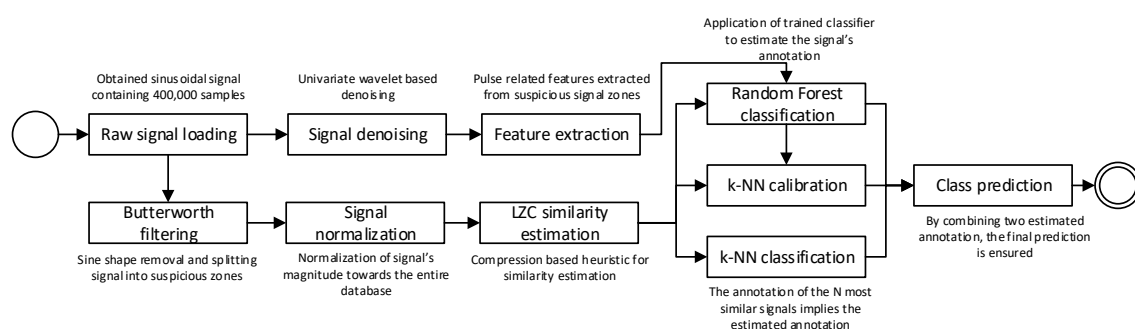 Application of trained classifier
to estimate the signal's
annotation
Obtained sinusoidal signal
containing 400,000 samples
Univariate wavelet based
denoising
Pulse related features extracted
from suspicious signal zones
Raw signal loading
Signal denoising
Feature extraction
Random Forest
classification
k-NN calibration
Class prediction
By combining two estimated
annotation, the final prediction
is ensured
Butterworth
filtering
Signal
normalization
LZC similarity
estimation
k-NN classification
Sine shape removal and splitting
signal into suspicious zones
Normalization of signal's
magnitude towards the entire
database
Compression based heuristic for
similarity estimation
The annotation of the N most
similar signals implies the
estimated annotation